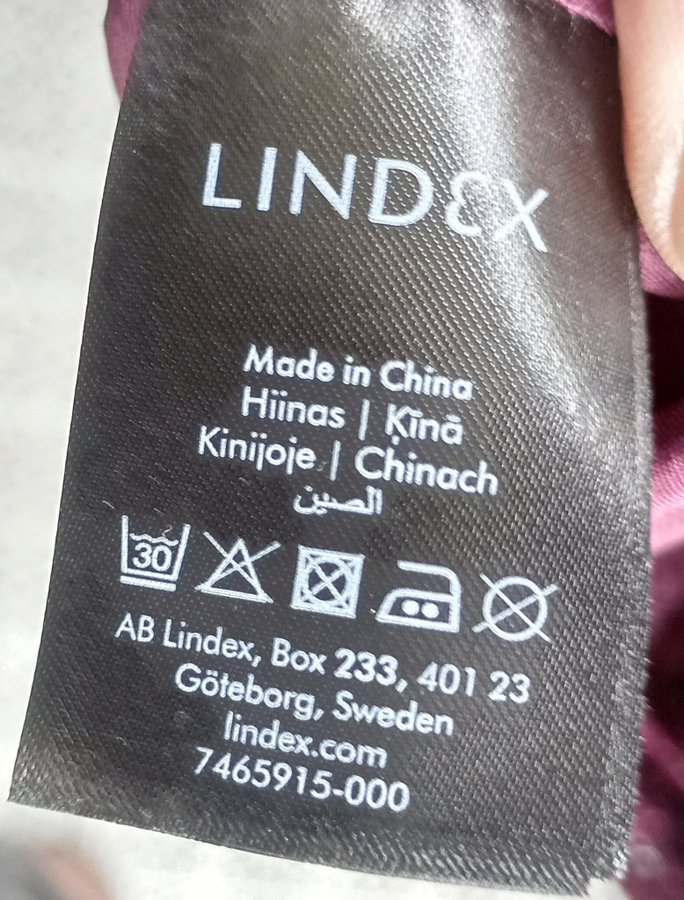 LINDEX
Made in China
Hiinas | Ķīnā
Kinijoje | Chinach
الصين
30
AB Lindex, Box 233, 401 23
Göteborg, Sweden
lindex.com
7465915-000